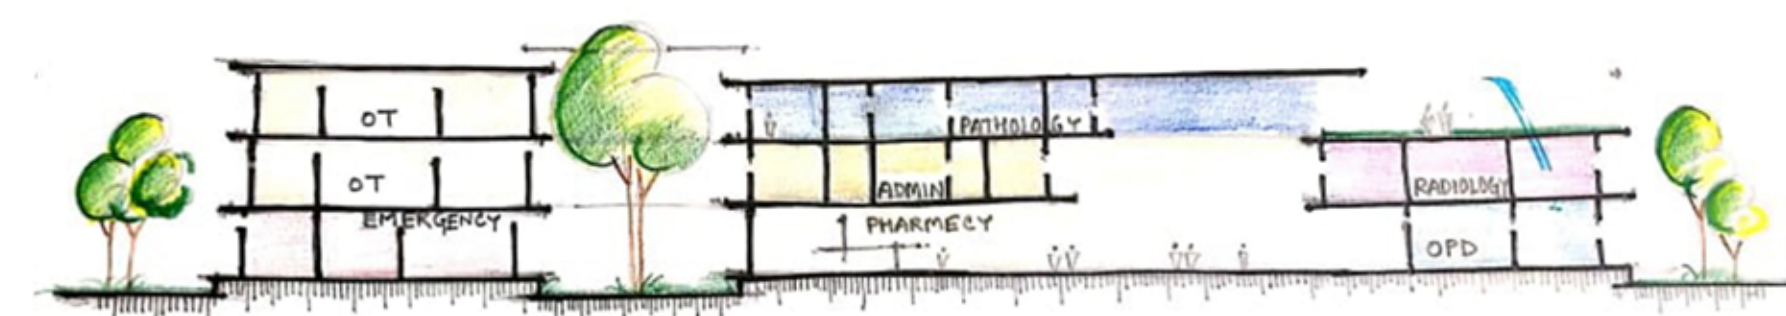 OT
OT
EMERGENCY
PATHOLOGY
ADMIN
PHARMECY
RADIOLOGY
OPD